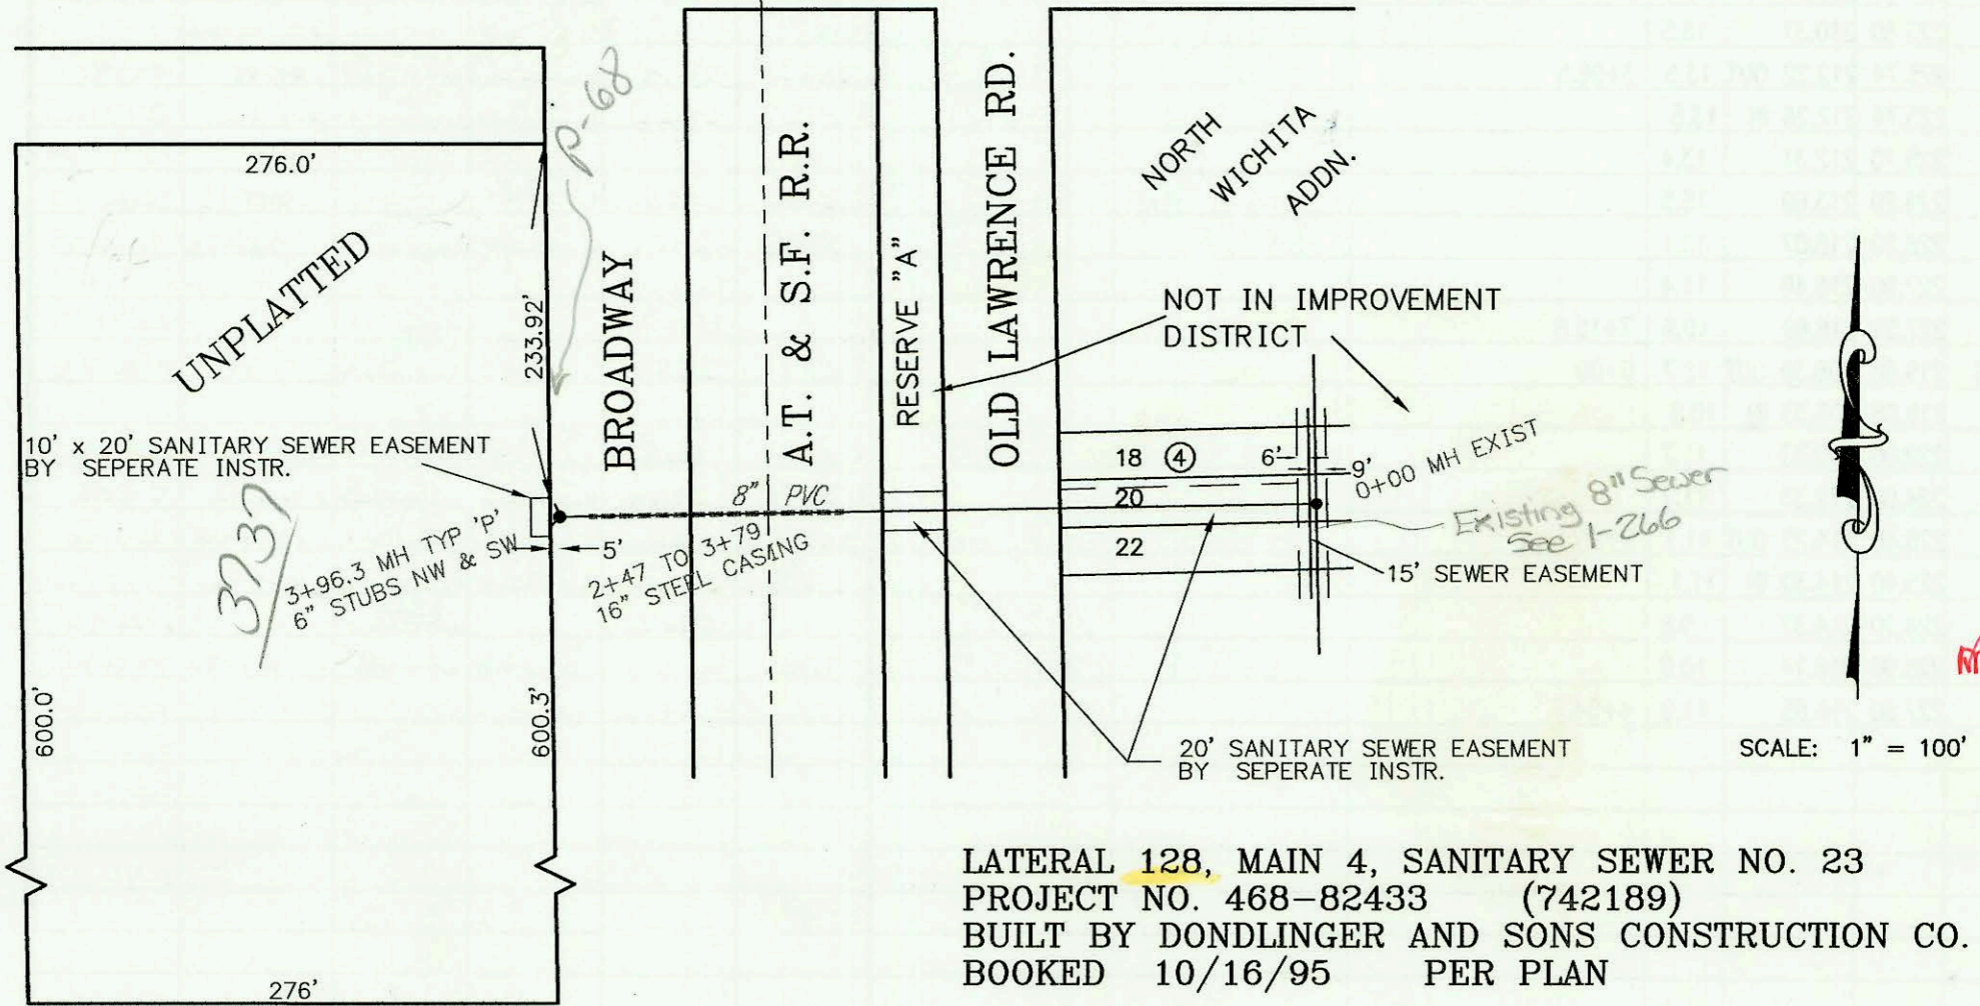 276.0'
P-68
UNPLATTED
233.92'
BROADWAY
A.T. & S.F. R.R.
RESERVE "A"
OLD LAWRENCE RD.
NORTH
WICHITA
ADDN.
NOT IN IMPROVEMENT
DISTRICT
10' x 20' SANITARY SEWER EASEMENT
BY SEPERATE INSTR.
3737
3+96.3 MH TYP 'P'
6" STUBS NW & SW
5'
8" PVC
2+47 TO 3+79
16" STEEL CASING
18 4
20
22
6'
9'
0+00 MH EXIST
Existing 8" Sewer
See 1-266
15' SEWER EASEMENT
600.0'
600.3'
20' SANITARY SEWER EASEMENT
BY SEPERATE INSTR.
SCALE: 1" = 100'
276'
LATERAL 128, MAIN 4, SANITARY SEWER NO. 23
PROJECT NO. 468-82433 (742189)
BUILT BY DONDLINGER AND SONS CONSTRUCTION CO.
BOOKED 10/16/95 PER PLAN